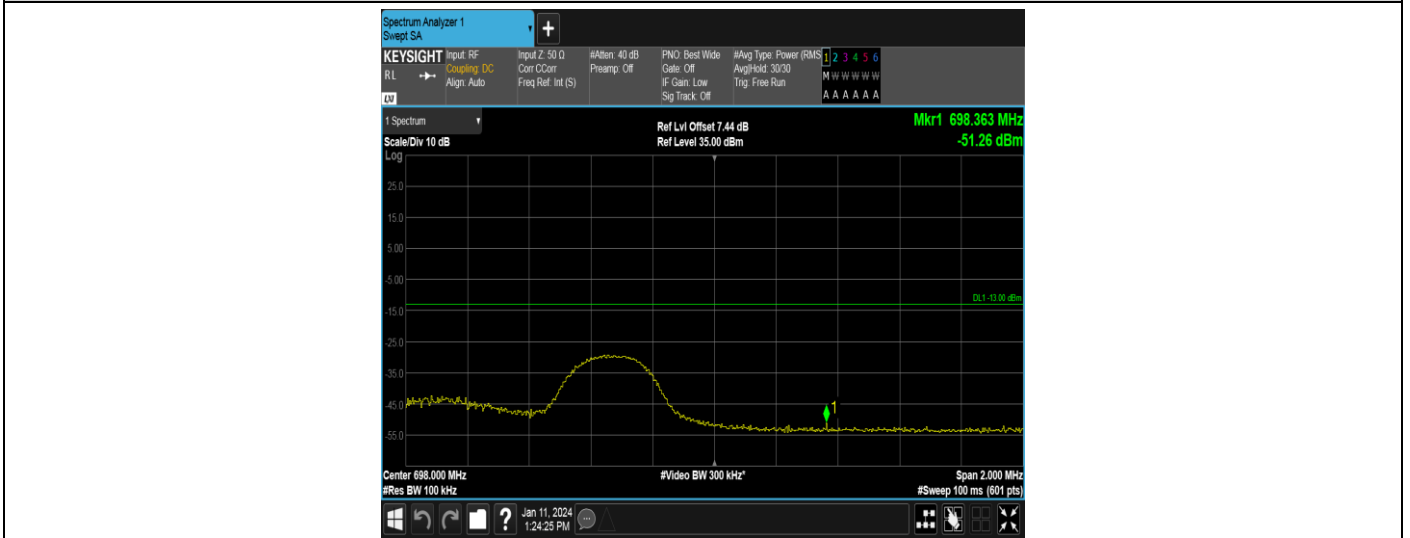 Spectrum Analyzer 1
Swept SA
+
KEYSIGHT
RL
LXI
Input: RF
Coupling: DC
Align: Auto
Input Z: 50 Ω
Corr CCorr
Freq Ref: Int (S)
#Atten: 40 dB
Preamp: Off
PNO: Best Wide
Gate: Off
IF Gain: Low
Sig Track: Off
#Avg Type: Power (RMS
Avg|Hold: 30/30
Trig: Free Run
1 2 3 4 5 6
M W W W W W
A A A A A A
1 Spectrum
Scale/Div 10 dB
Log
Ref Lvl Offset 7.44 dB
Ref Level 35.00 dBm
Mkr1 698.363 MHz
-51.26 dBm
25.0
15.0
5.00
-5.00
DL1 -13.00 dBm
-15.0
-25.0
-35.0
-45.0
1
-55.0
Center 698.000 MHz
#Res BW 100 kHz
#Video BW 300 kHz*
Span 2.000 MHz
#Sweep 100 ms (601 pts)
?
Jan 11, 2024
1:24:25 PM